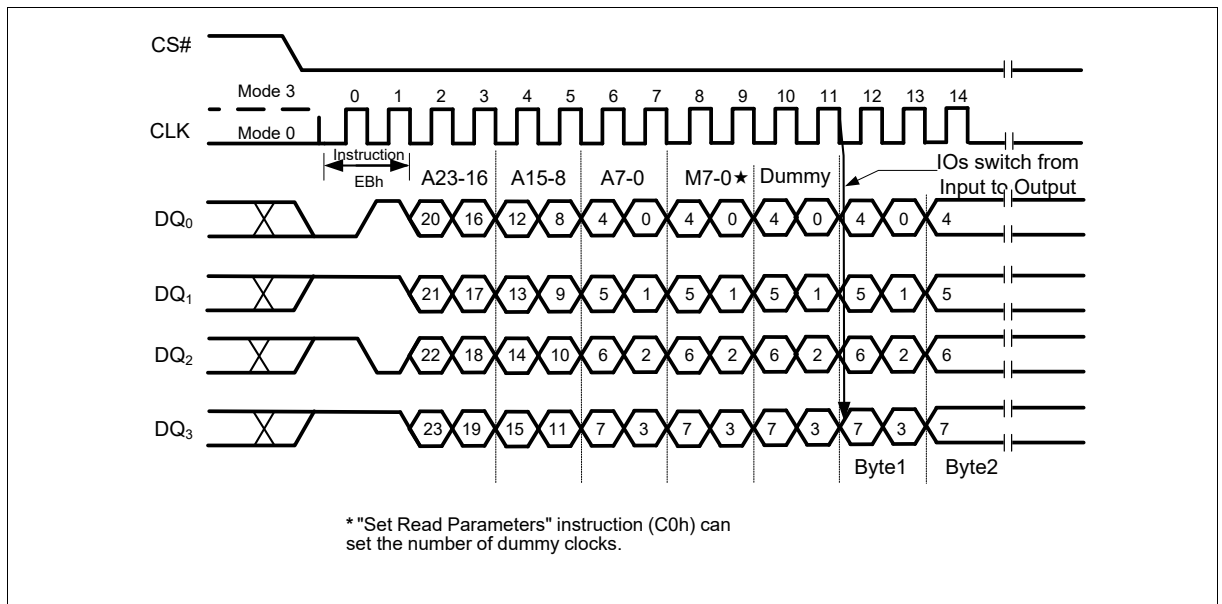 CS#
Mode 3
0 1 2 3 4 5 6 7 8 9 10 11 12 13 14
CLK
Mode 0
Instruction
EBh
A23-16 A15-8 A7-0 M7-0★ Dummy
IOs switch from
Input to Output
DQ₀ 20 16 12 8 4 0 4 0 4 0 4 0 4
DQ₁ 21 17 13 9 5 1 5 1 5 1 5 1 5
DQ₂ 22 18 14 10 6 2 6 2 6 2 6 2 6
DQ₃ 23 19 15 11 7 3 7 3 7 3 7 3 7
Byte1 Byte2
* "Set Read Parameters" instruction (C0h) can
set the number of dummy clocks.